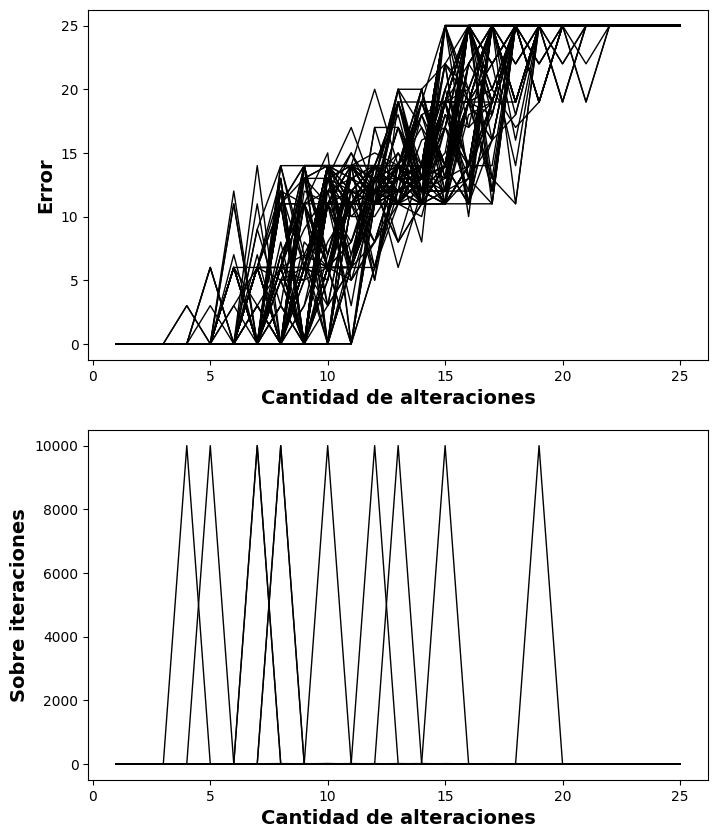 25
20
15
10
5
0
Error
0 5 10 15 20 25
Cantidad de alteraciones
10000
8000
6000
4000
2000
0
Sobre iteraciones
0 5 10 15 20 25
Cantidad de alteraciones